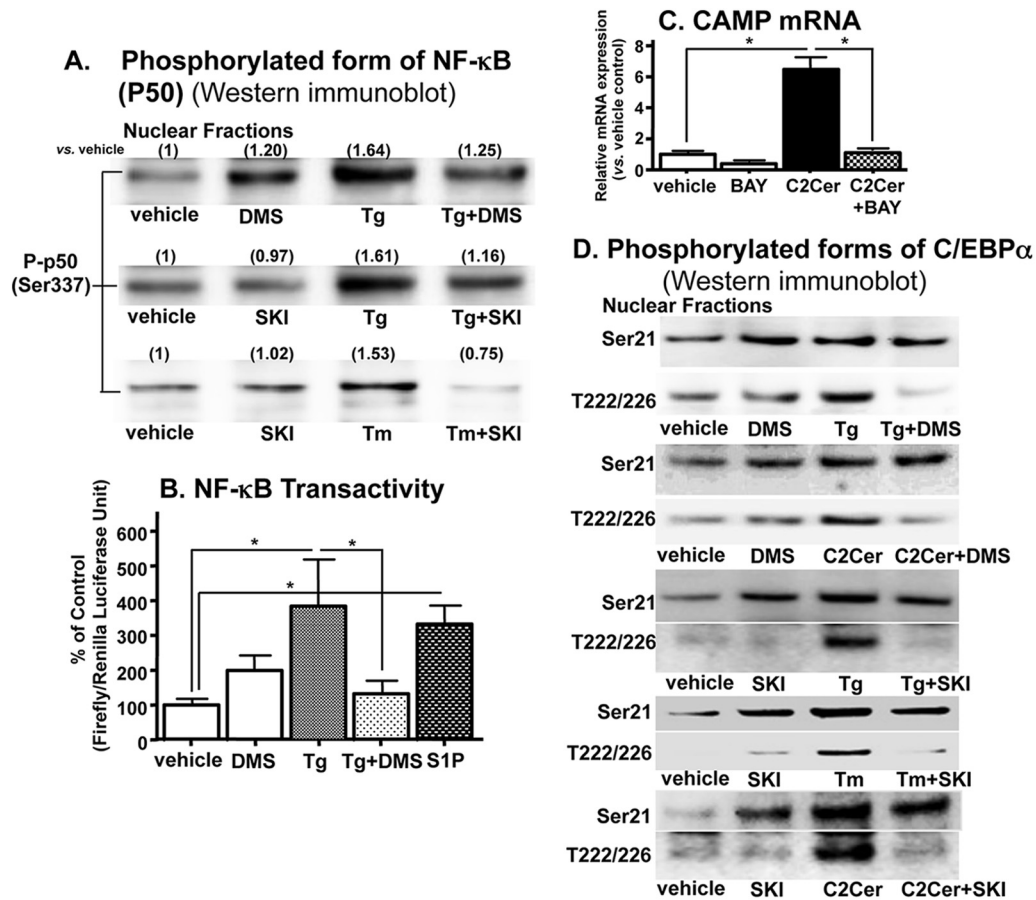 A. Phosphorylated form of NF-κB
(P50) (Western immunoblot)
Nuclear Fractions
vs. vehicle (1) (1.20) (1.64) (1.25)
vehicle DMS Tg Tg+DMS
P-p50
(Ser337)
(1) (0.97) (1.61) (1.16)
vehicle SKI Tg Tg+SKI
(1) (1.02) (1.53) (0.75)
vehicle SKI Tm Tm+SKI
B. NF-κB Transactivity
% of Control
(Firefly/Renilla Luciferase Unit)
600
500
400
300
200
100
0
* *
*
vehicle DMS Tg Tg+DMS S1P
C. CAMP mRNA
Relative mRNA expression
(vs. vehicle control)
8
6
4
2
0
* *
vehicle BAY C2Cer C2Cer
+BAY
D. Phosphorylated forms of C/EBPα
(Western immunoblot)
Nuclear Fractions
Ser21
T222/226
vehicle DMS Tg Tg+DMS
Ser21
T222/226
vehicle DMS C2Cer C2Cer+DMS
Ser21
T222/226
vehicle SKI Tg Tg+SKI
Ser21
T222/226
vehicle SKI Tm Tm+SKI
Ser21
T222/226
vehicle SKI C2Cer C2Cer+SKI